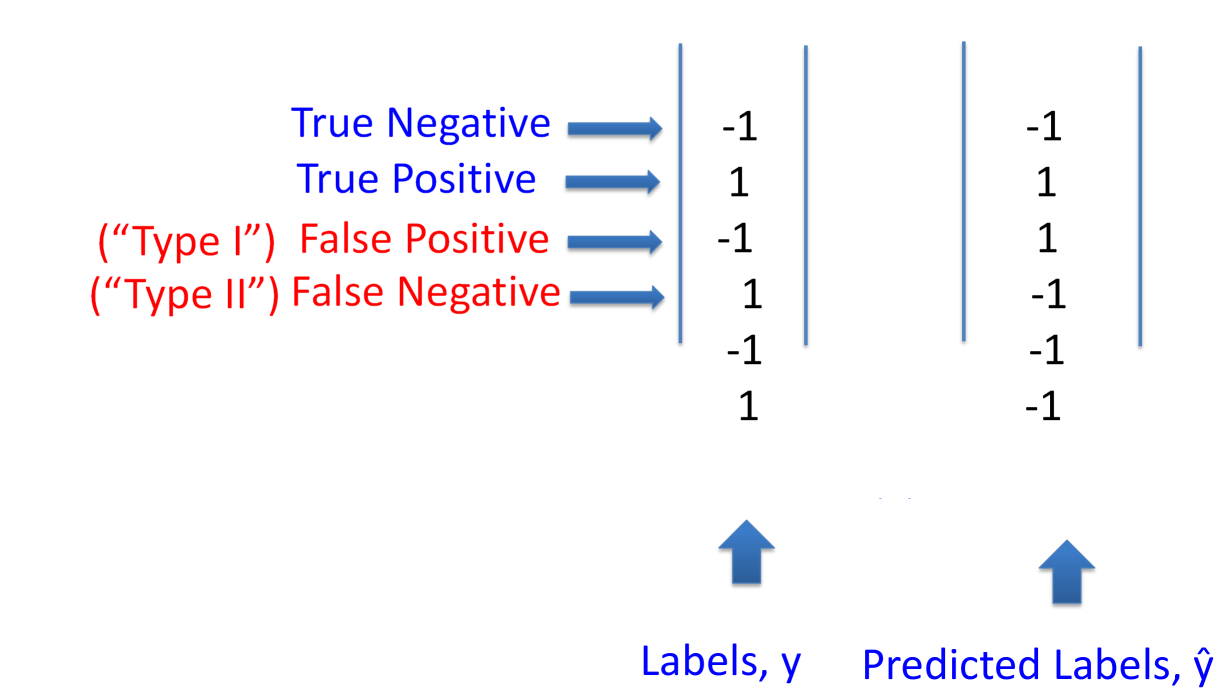 True Negative -1 -1
True Positive 1 1
(“Type I”) False Positive -1 1
(“Type II”) False Negative 1 -1
-1 -1
1 -1
Labels, y Predicted Labels, ŷ